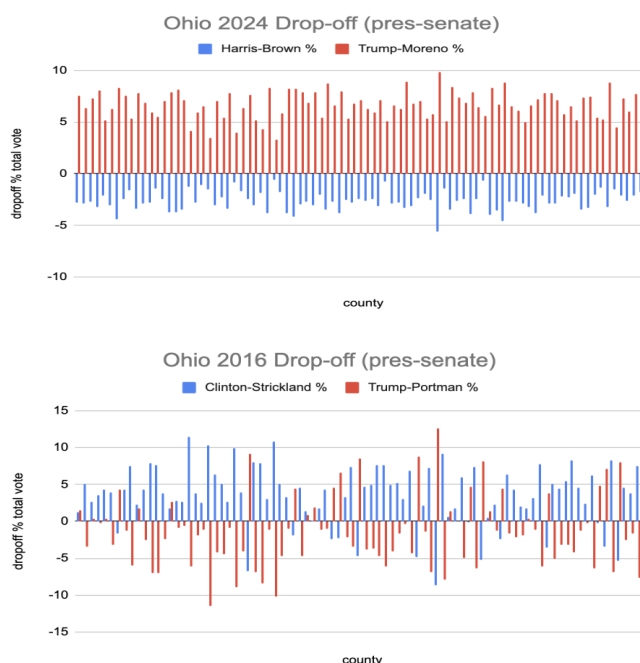 Ohio 2024 Drop-off (pres-senate)
Harris-Brown % Trump-Moreno %
dropoff % total vote
10
5
0
-5
-10
county
Ohio 2016 Drop-off (pres-senate)
Clinton-Strickland % Trump-Portman %
dropoff % total vote
15
10
5
0
-5
-10
-15
county